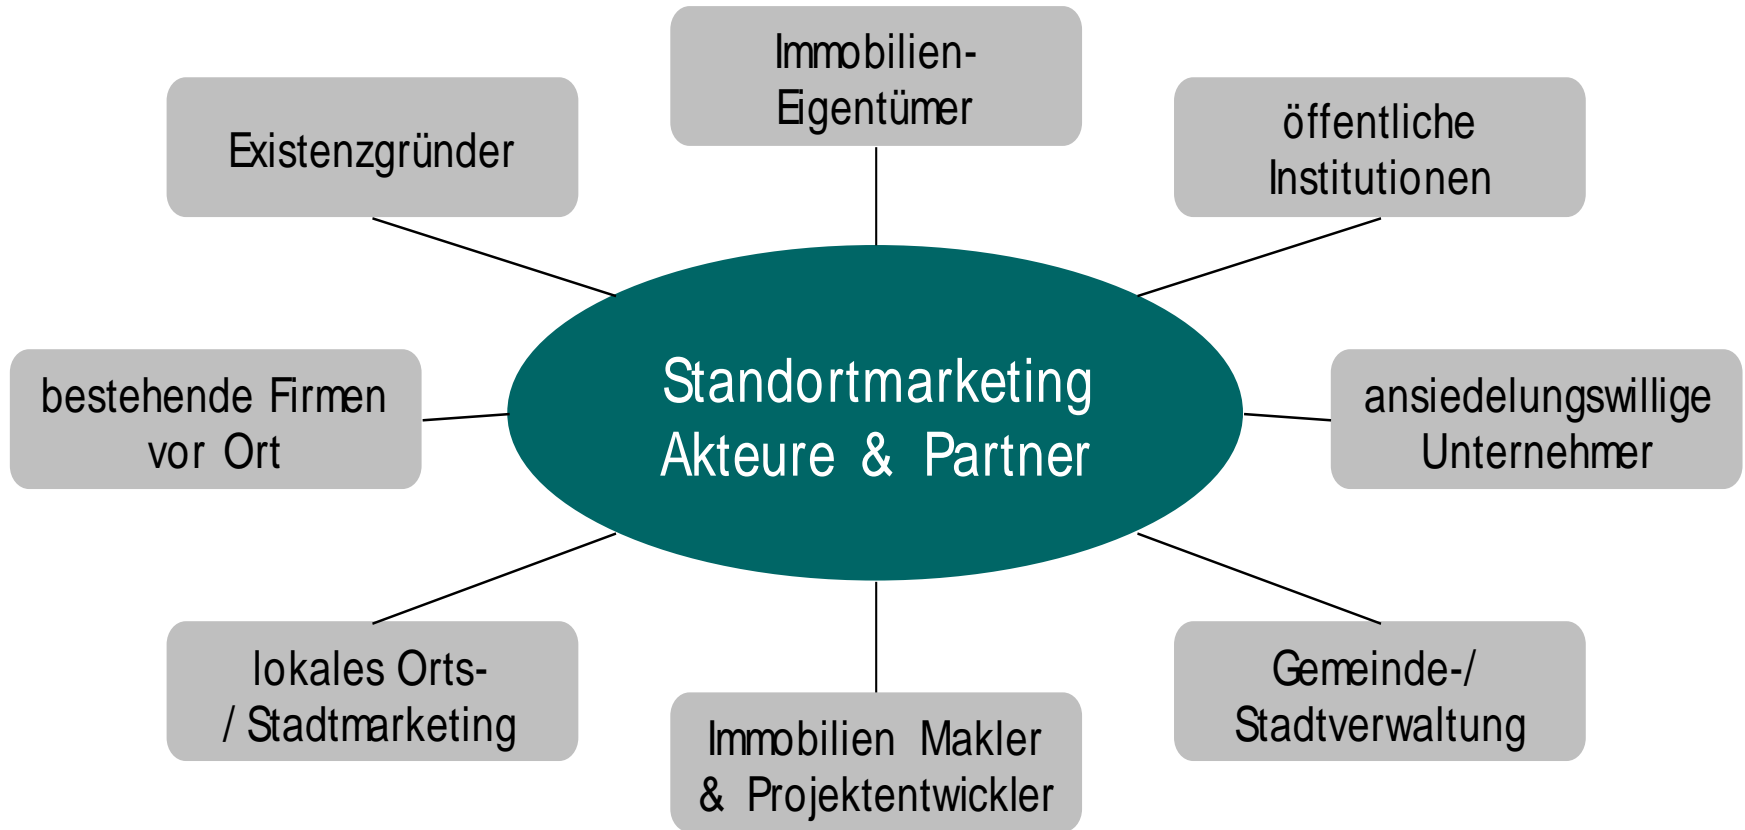 Immobilien-
Eigentümer
Existenzgründer
öffentliche
Institutionen
Standortmarketing
Akteure & Partner
bestehende Firmen
vor Ort
ansiedelungswillige
Unternehmer
lokales Orts-
/ Stadtmarketing
Immobilien Makler
& Projektentwickler
Gemeinde-/
Stadtverwaltung